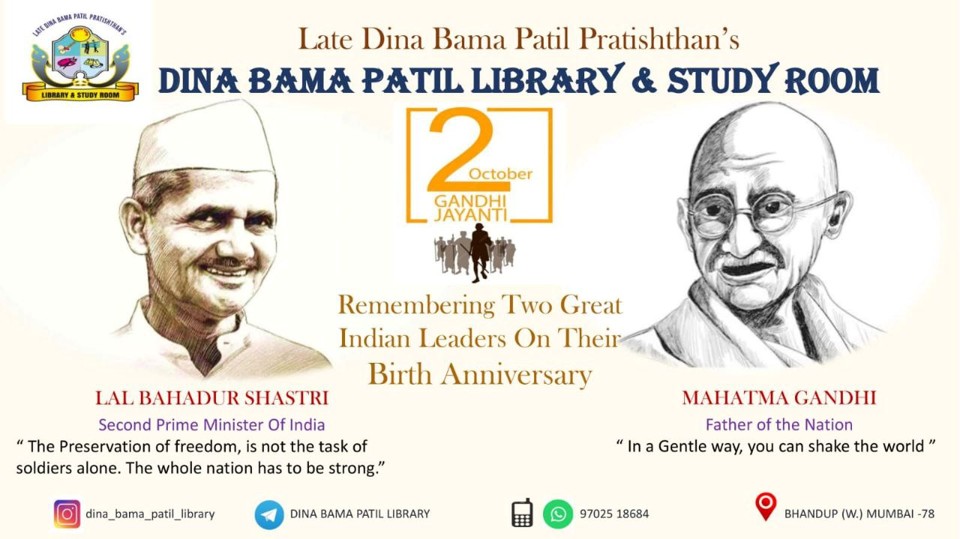 LATE DINA BAMA PATIL PRATISHTHAN'S
LIBRARY & STUDY ROOM
Late Dina Bama Patil Pratishthan's
DINA BAMA PATIL LIBRARY & STUDY ROOM
2
October
GANDHI
JAYANTI
Remembering Two Great
Indian Leaders On Their
Birth Anniversary
LAL BAHADUR SHASTRI
Second Prime Minister Of India
“ The Preservation of freedom, is not the task of
soldiers alone. The whole nation has to be strong.”
MAHATMA GANDHI
Father of the Nation
“ In a Gentle way, you can shake the world ”
dina_bama_patil_library
DINA BAMA PATIL LIBRARY
97025 18684
BHANDUP (W.) MUMBAI -78